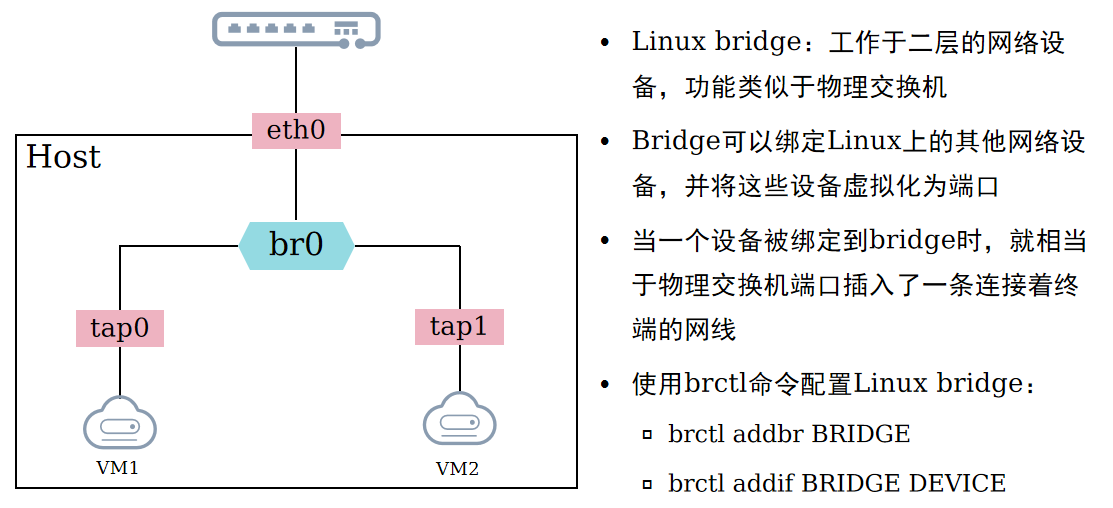 eth0
Host
br0
tap0
tap1
VM1
VM2
• Linux bridge：工作于二层的网络设
备，功能类似于物理交换机
• Bridge可以绑定Linux上的其他网络设
备，并将这些设备虚拟化为端口
• 当一个设备被绑定到bridge时，就相当
于物理交换机端口插入了一条连接着终
端的网线
• 使用brctl命令配置Linux bridge：
▫ brctl addbr BRIDGE
▫ brctl addif BRIDGE DEVICE